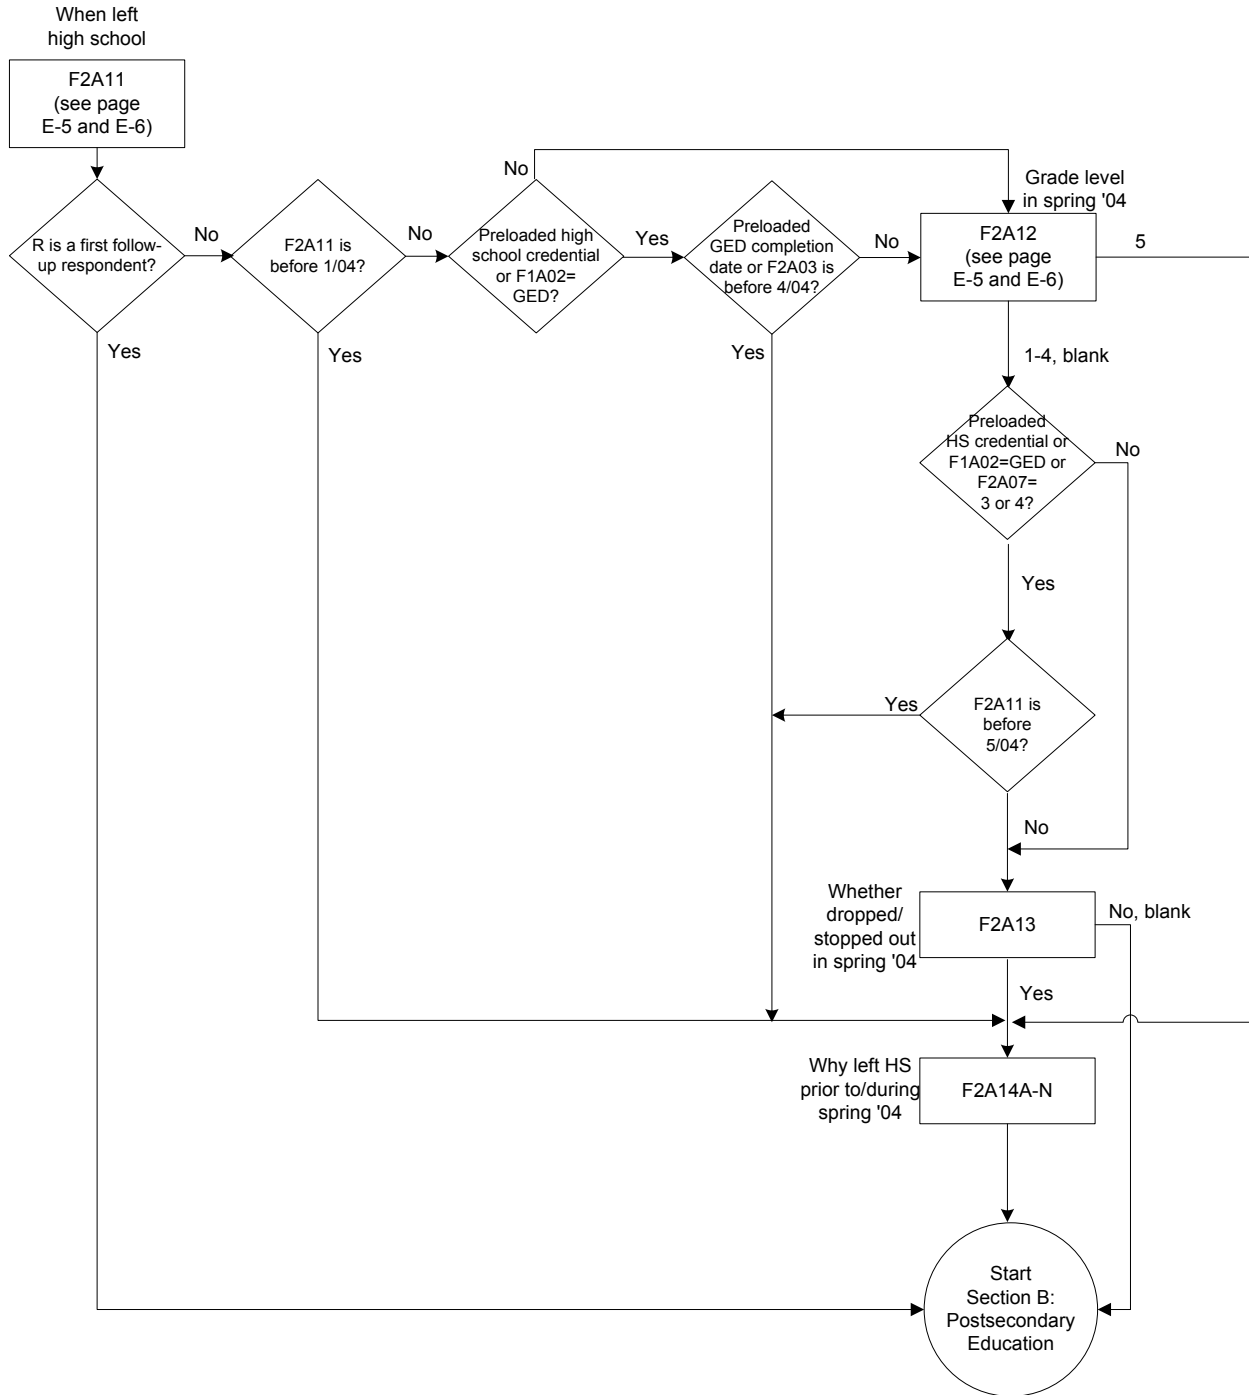 When left
high school
F2A11
(see page
E-5 and E-6)
R is a first follow-
up respondent?
No
Yes
F2A11 is
before 1/04?
No
Yes
No
Preloaded high
school credential
or F1A02=
GED?
Yes
Preloaded
GED completion
date or F2A03 is
before 4/04?
No
Yes
Grade level
in spring '04
F2A12
(see page
E-5 and E-6)
5
1-4, blank
Preloaded
HS credential or
F1A02=GED or
F2A07=
3 or 4?
No
Yes
F2A11 is
before
5/04?
Yes
No
Whether
dropped/
stopped out
in spring '04
F2A13
No, blank
Yes
Why left HS
prior to/during
spring '04
F2A14A-N
Start
Section B:
Postsecondary
Education